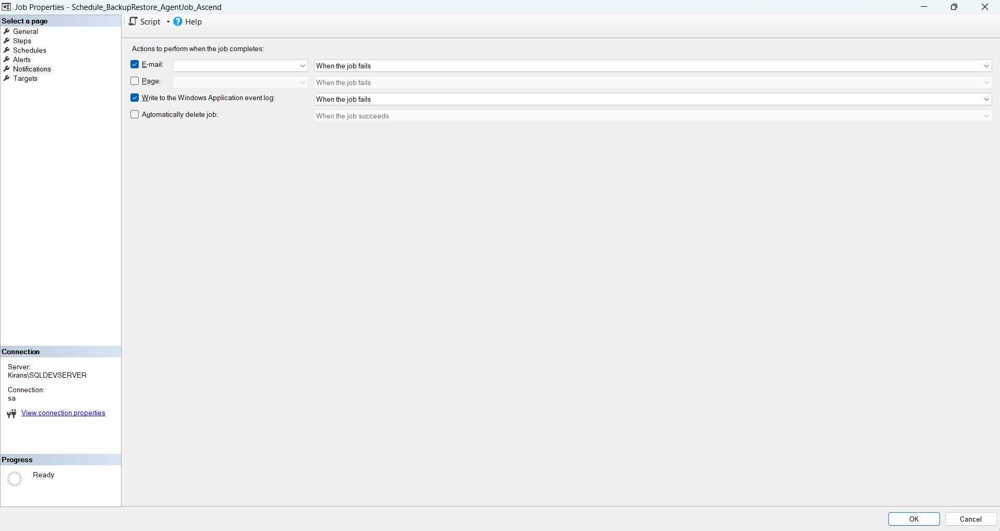 Job Properties - Schedule_BackupRestore_AgentJob_Ascend
Select a page
General
Steps
Schedules
Alerts
Notifications
Targets
Script
Help
Actions to perform when the job completes:
E-mail:
When the job fails
Page:
When the job fails
Write to the Windows Application event log:
When the job fails
Automatically delete job:
When the job succeeds
Connection
Server:
Kirans\SQLDEVSERVER
Connection:
sa
View connection properties
Progress
Ready
OK
Cancel